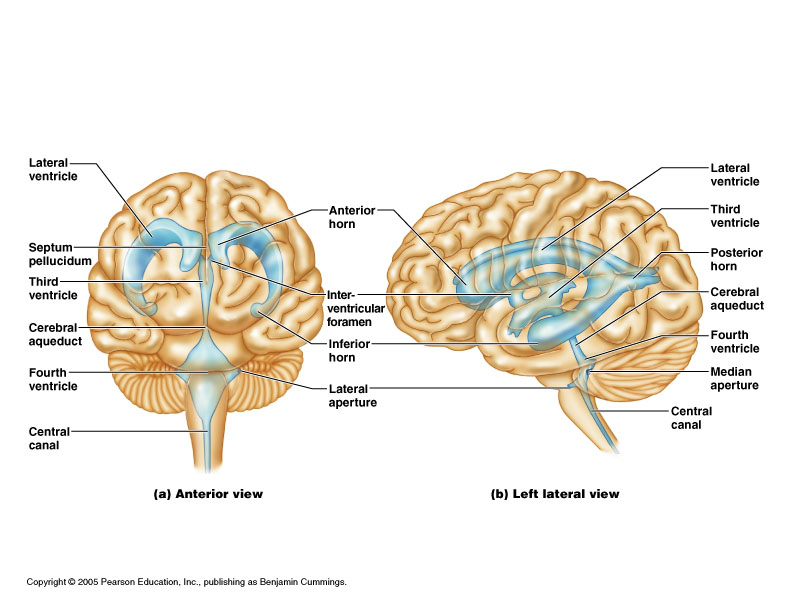 Lateral
ventricle
Septum
pellucidum
Third
ventricle
Cerebral
aqueduct
Fourth
ventricle
Central
canal
Anterior
horn
Inter-
ventricular
foramen
Inferior
horn
Lateral
aperture
Lateral
ventricle
Third
ventricle
Posterior
horn
Cerebral
aqueduct
Fourth
ventricle
Median
aperture
Central
canal
(a) Anterior view
(b) Left lateral view
Copyright © 2005 Pearson Education, Inc., publishing as Benjamin Cummings.